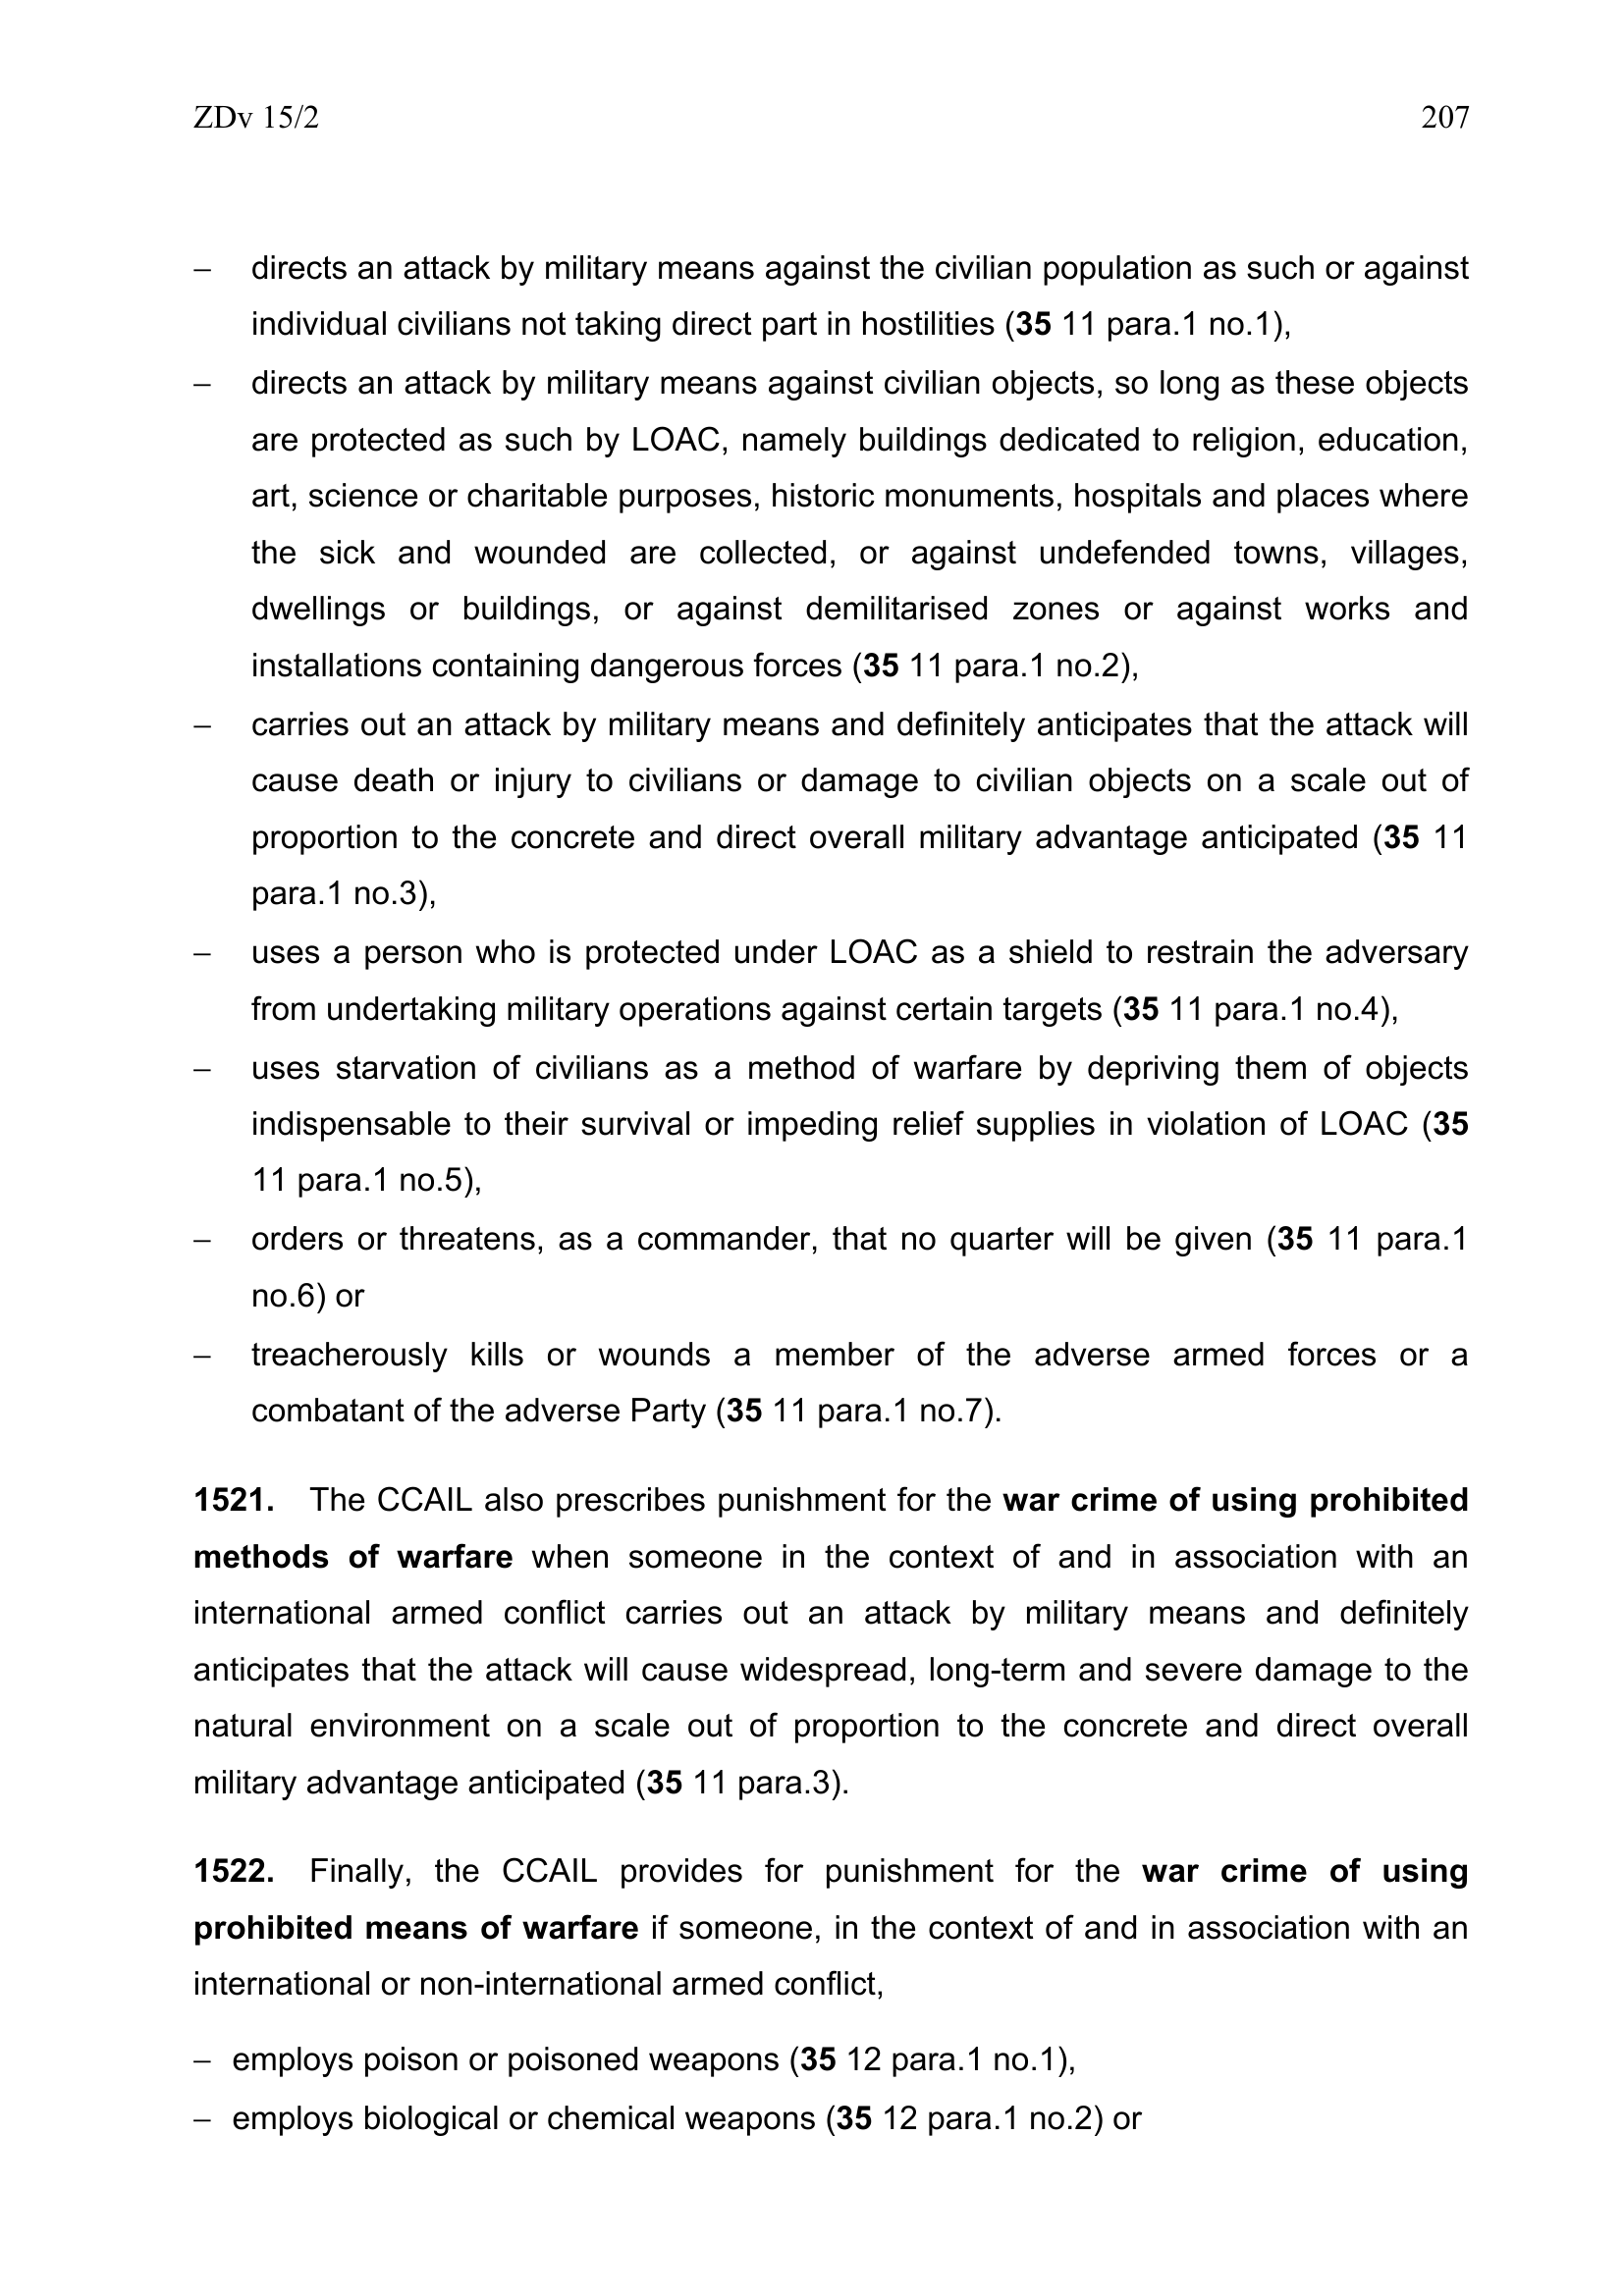 ZDv 15/2 207
– directs an attack by military means against the civilian population as such or against
individual civilians not taking direct part in hostilities (35 11 para.1 no.1),
– directs an attack by military means against civilian objects, so long as these objects
are protected as such by LOAC, namely buildings dedicated to religion, education,
art, science or charitable purposes, historic monuments, hospitals and places where
the sick and wounded are collected, or against undefended towns, villages,
dwellings or buildings, or against demilitarised zones or against works and
installations containing dangerous forces (35 11 para.1 no.2),
– carries out an attack by military means and definitely anticipates that the attack will
cause death or injury to civilians or damage to civilian objects on a scale out of
proportion to the concrete and direct overall military advantage anticipated (35 11
para.1 no.3),
– uses a person who is protected under LOAC as a shield to restrain the adversary
from undertaking military operations against certain targets (35 11 para.1 no.4),
– uses starvation of civilians as a method of warfare by depriving them of objects
indispensable to their survival or impeding relief supplies in violation of LOAC (35
11 para.1 no.5),
– orders or threatens, as a commander, that no quarter will be given (35 11 para.1
no.6) or
– treacherously kills or wounds a member of the adverse armed forces or a
combatant of the adverse Party (35 11 para.1 no.7).
1521. The CCAIL also prescribes punishment for the war crime of using prohibited
methods of warfare when someone in the context of and in association with an
international armed conflict carries out an attack by military means and definitely
anticipates that the attack will cause widespread, long-term and severe damage to the
natural environment on a scale out of proportion to the concrete and direct overall
military advantage anticipated (35 11 para.3).
1522. Finally, the CCAIL provides for punishment for the war crime of using
prohibited means of warfare if someone, in the context of and in association with an
international or non-international armed conflict,
– employs poison or poisoned weapons (35 12 para.1 no.1),
– employs biological or chemical weapons (35 12 para.1 no.2) or